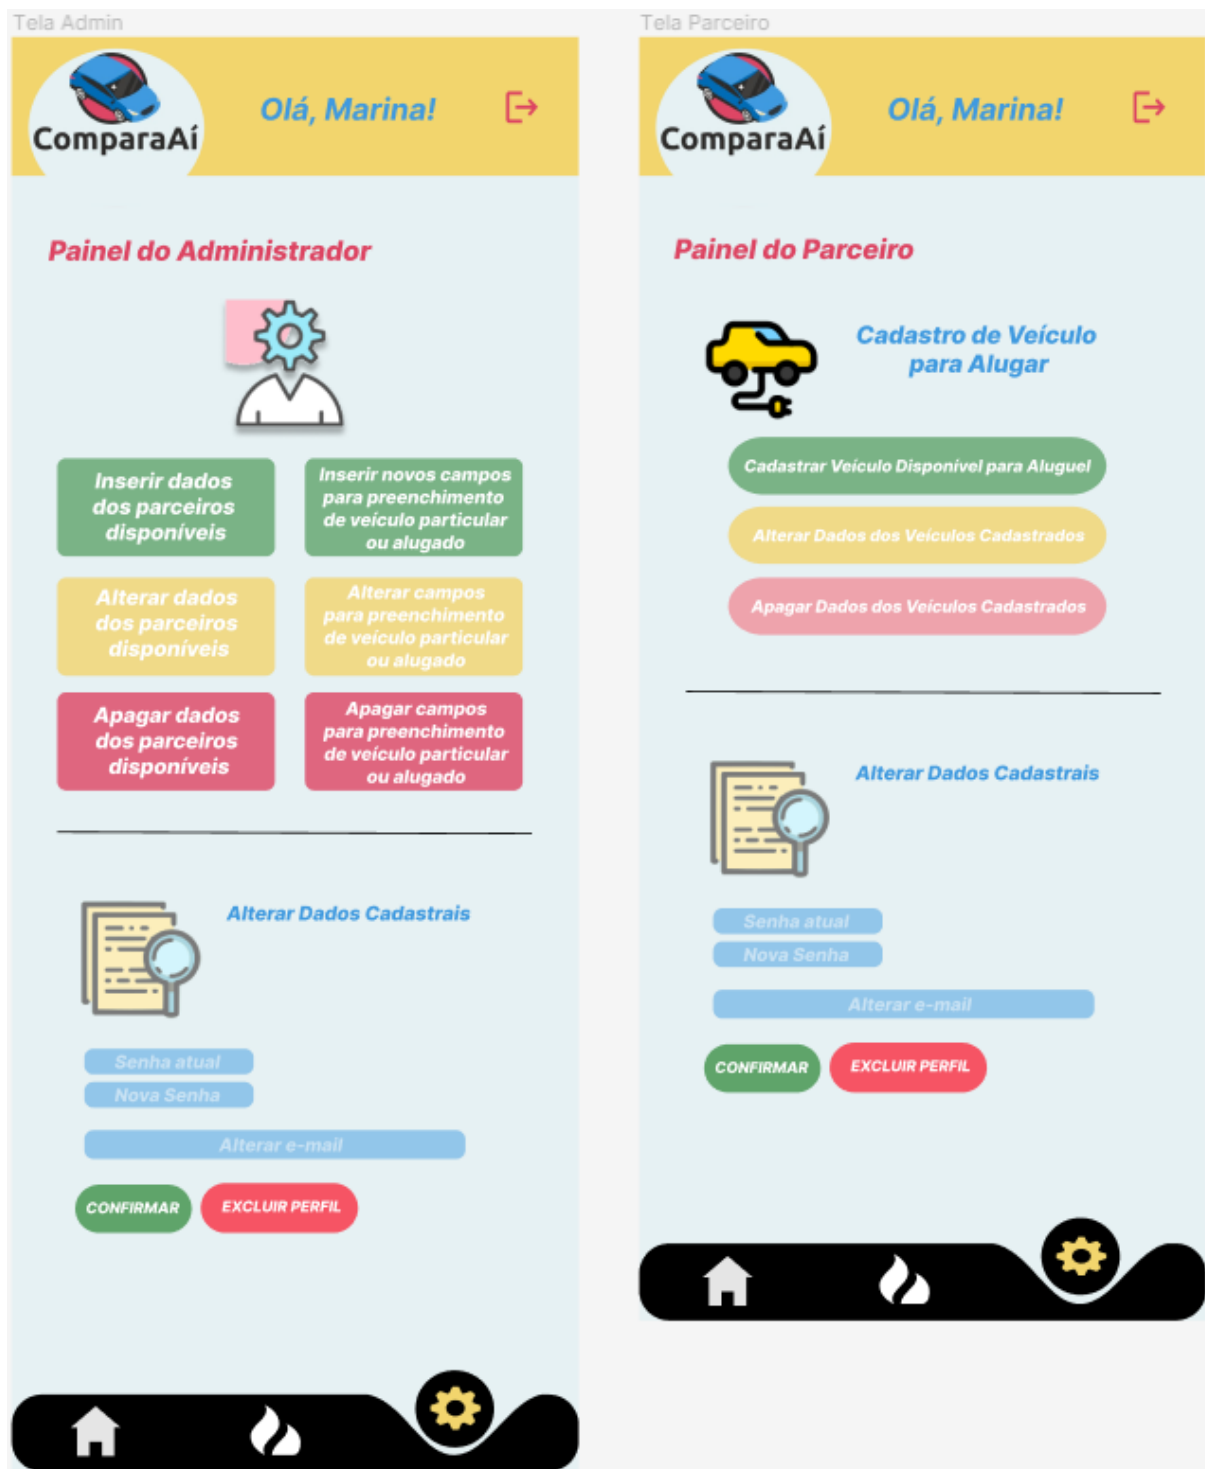 Tela Admin
ComparaAí
Olá, Marina!
Painel do Administrador
Inserir dados
dos parceiros
disponíveis
Inserir novos campos
para preenchimento
de veículo particular
ou alugado
Alterar dados
dos parceiros
disponíveis
Alterar campos
para preenchimento
de veículo particular
ou alugado
Apagar dados
dos parceiros
disponíveis
Apagar campos
para preenchimento
de veículo particular
ou alugado
Alterar Dados Cadastrais
Senha atual
Nova Senha
Alterar e-mail
CONFIRMAR
EXCLUIR PERFIL
Tela Parceiro
ComparaAí
Olá, Marina!
Painel do Parceiro
Cadastro de Veículo
para Alugar
Cadastrar Veículo Disponível para Aluguel
Alterar Dados dos Veículos Cadastrados
Apagar Dados dos Veículos Cadastrados
Alterar Dados Cadastrais
Senha atual
Nova Senha
Alterar e-mail
CONFIRMAR
EXCLUIR PERFIL